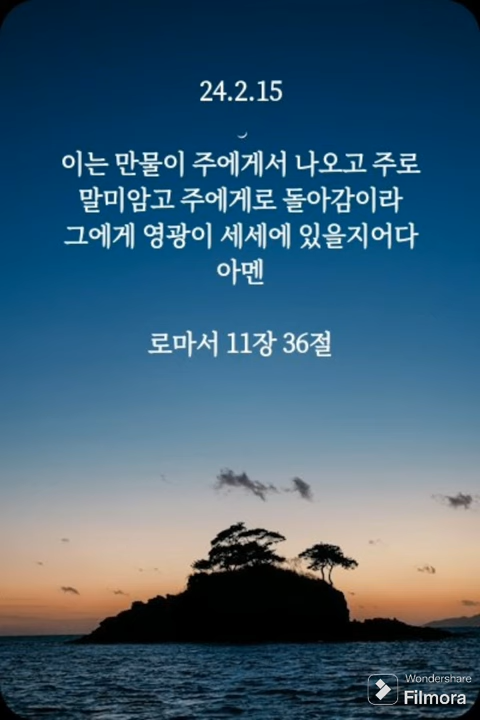 24.2.15
이는 만물이 주에게서 나오고 주로
말미암고 주에게로 돌아감이라
그에게 영광이 세세에 있을지어다
아멘
로마서 11장 36절
Wondershare
Filmora